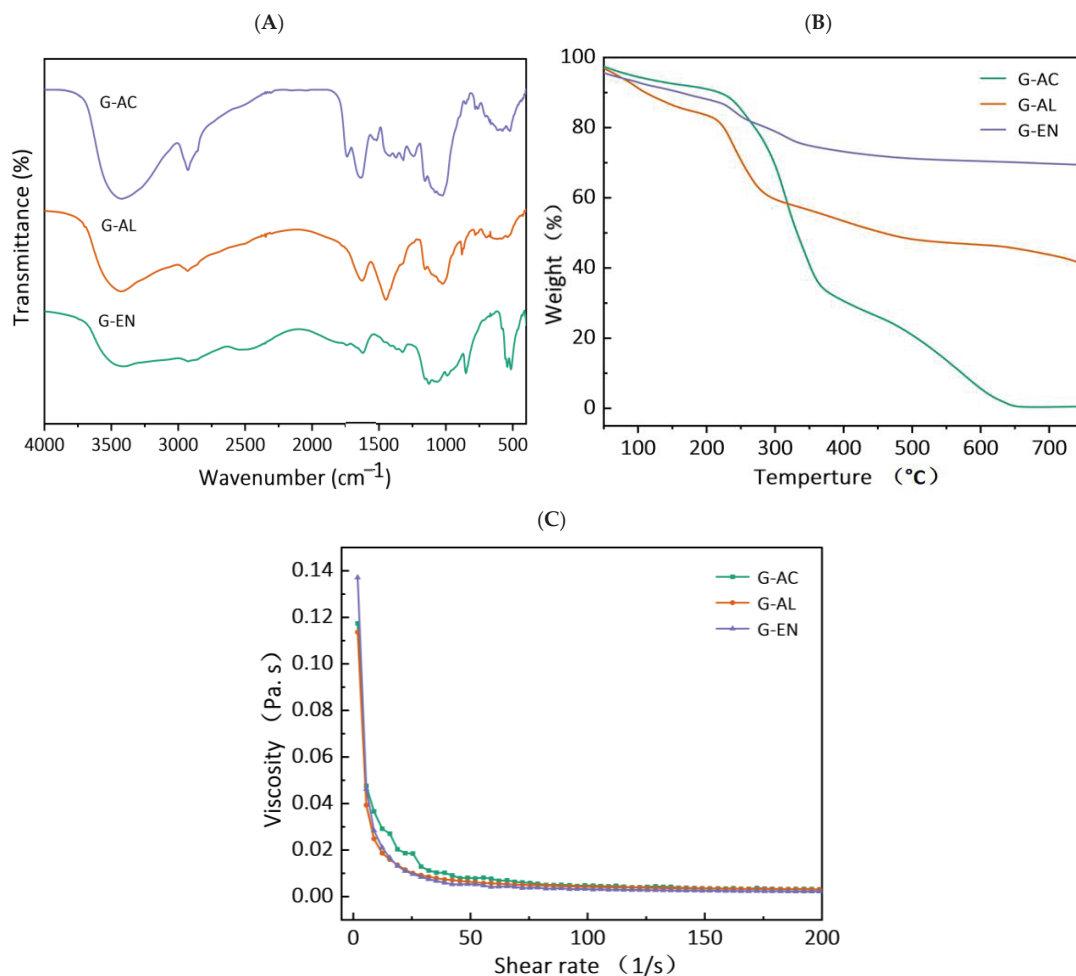 (A)
G-AC
G-AL
G-EN
Transmittance (%)
4000 3500 3000 2500 2000 1500 1000 500
Wavenumber (cm⁻¹)
(B)
G-AC
G-AL
G-EN
100
80
60
40
20
0
Weight (%)
100 200 300 400 500 600 700
Temperture (°C)
(C)
G-AC
G-AL
G-EN
0.14
0.12
0.10
0.08
0.06
0.04
0.02
0.00
Viscosity (Pa. s)
0 50 100 150 200
Shear rate (1/s)